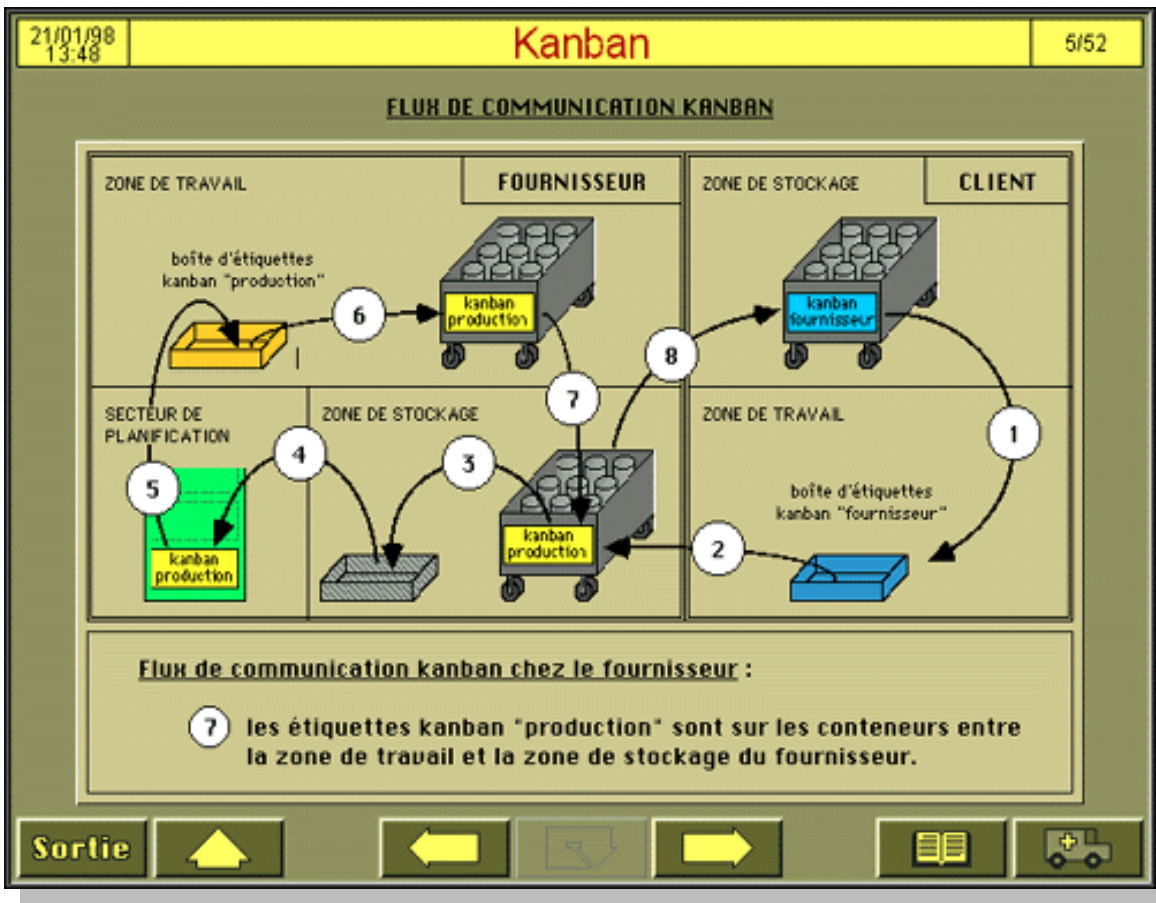 21/01/98
13:48
Kanban
5/52
FLUX DE COMMUNICATION KANBAN
ZONE DE TRAVAIL
FOURNISSEUR
ZONE DE STOCKAGE
CLIENT
boîte d'étiquettes
kanban "production"
6
kanban
production
kanban
fournisseur
8
7
SECTEUR DE
PLANIFICATION
ZONE DE STOCKAGE
ZONE DE TRAVAIL
1
4
3
5
boîte d'étiquettes
kanban "fournisseur"
kanban
production
2
kanban
production
Flux de communication kanban chez le fournisseur :
7 les étiquettes kanban "production" sont sur les conteneurs entre
la zone de travail et la zone de stockage du fournisseur.
Sortie